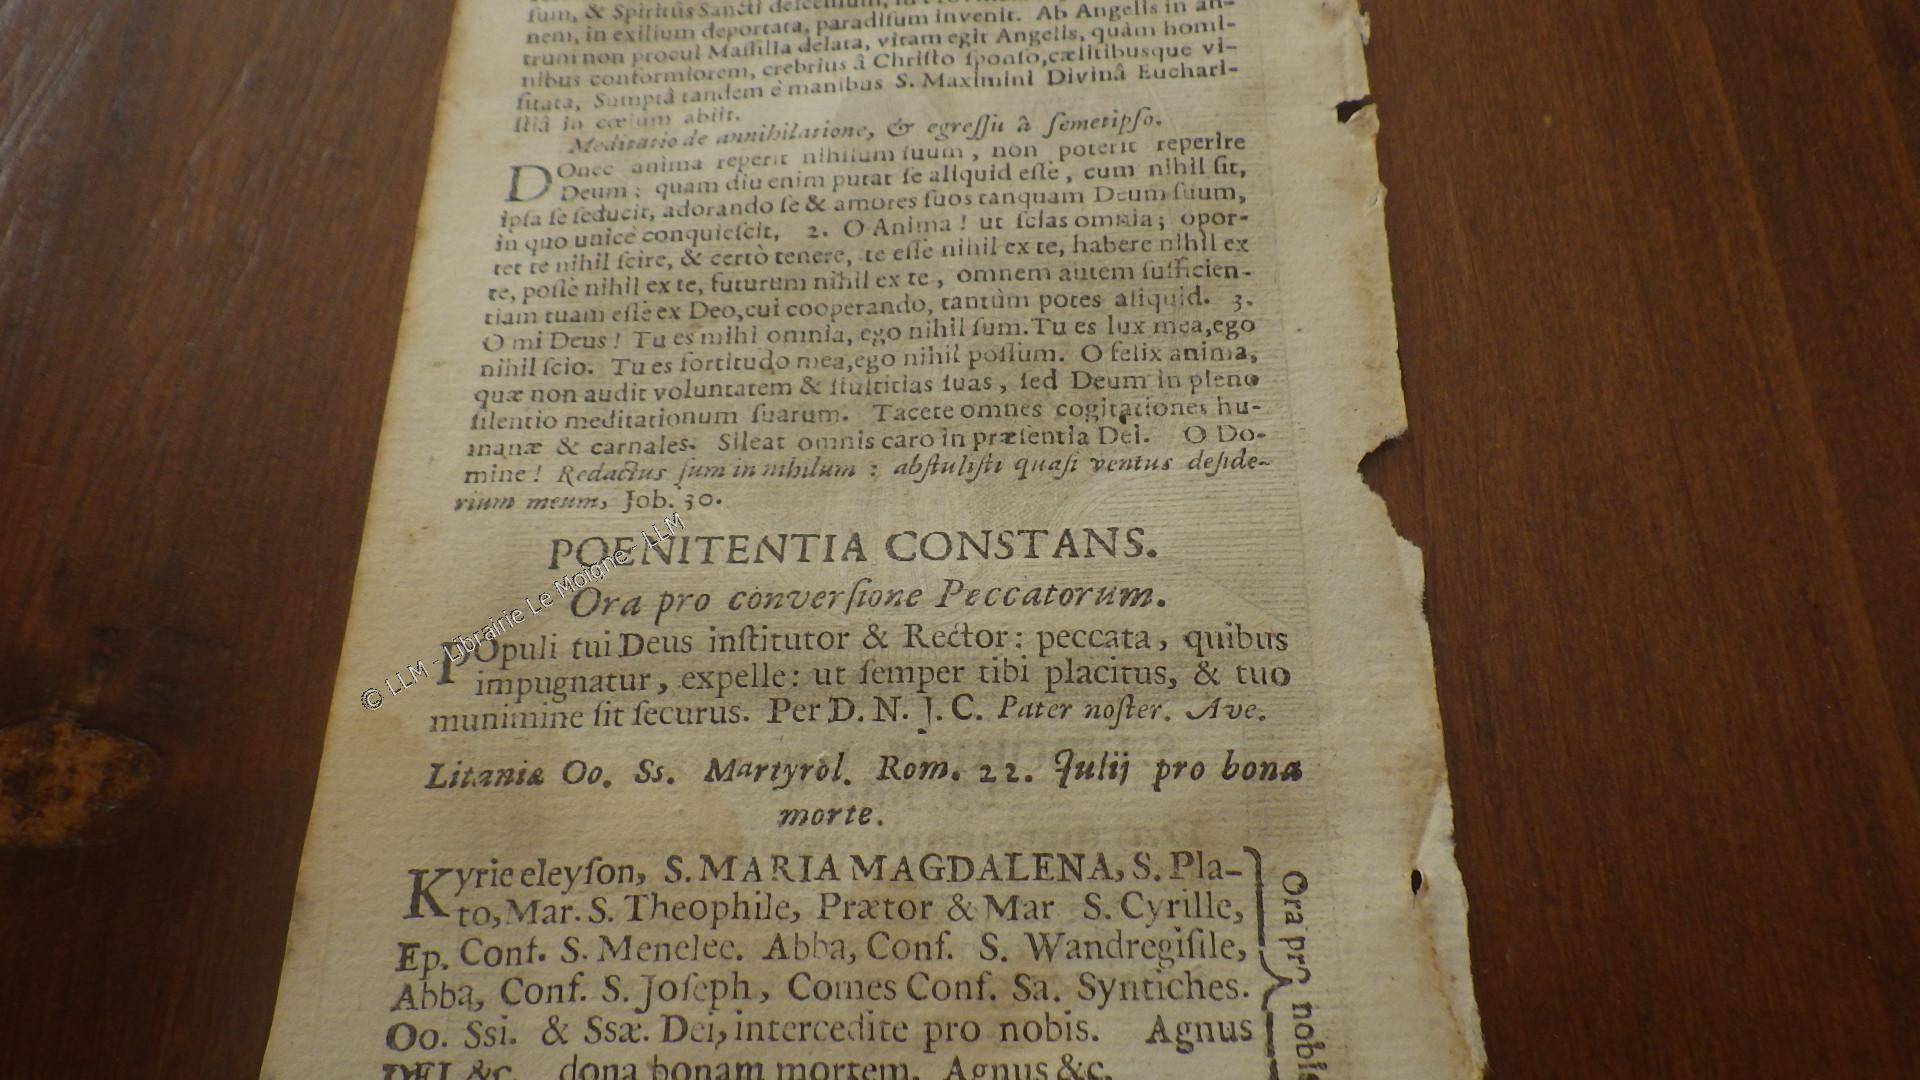 sum, & Spiritûs Sancti descensum, in
nem, in exilium deportata, paradisum invenit. Ab Angelis in an-
trum non procul Massilia delata, vitam egit Angelis, quàm homi-
nibus conformiorem, crebrius â Christo sponso,cælitibusque vi-
sitata, Sumptâ tandem è manibus S. Maximini Divinâ Euchari-
stiâ in cœlum abiit.
Meditatio de annihilatione, & egressu â semetipso.
DOnec anima reperit nihilum suum, non poterit reperire
Deum; quam diu enim putat se aliquid esse, cum nihil sit,
ipsa se seducit, adorando se & amores suos tanquam Deum suum,
in quo unicè conquiescit, 2. O Anima! ut scias omnia; opor-
tet te nihil scire, & certò tenere, te esse nihil ex te, habere nihil ex
te, posse nihil ex te, futurum nihil ex te, omnem autem sufficien-
tiam tuam esse ex Deo,cui cooperando, tantùm potes aliquid. 3.
O mi Deus! Tu es mihi omnia, ego nihil sum.Tu es lux mea,ego
nihil scio. Tu es fortitudo mea,ego nihil possum. O felix anima,
quæ non audit voluntatem & stultitias suas, sed Deum in pleno
silentio meditationum suarum. Tacete omnes cogitationes hu-
manæ & carnales. Sileat omnis caro in præsentia Dei. O Do-
mine! Redactus sum in nihilum: abstulisti quasi ventus deside-
rium meum, Job. 30.
POENITENTIA CONSTANS.
Ora pro conversione Peccatorum.
POpuli tui Deus institutor & Rector: peccata, quibus
impugnatur, expelle: ut semper tibi placitus, & tuo
munimine sit securus. Per D. N. J. C. Pater noster. Ave.
Litaniæ Oo. Ss. Martyrol. Rom. 22. Julij pro bona
morte.
Kyrie eleyson, S. MARIA MAGDALENA, S. Pla-
to,Mar. S. Theophile, Prætor & Mar S. Cyrille,
Ep. Conf. S. Menelee. Abba, Conf. S. Wandregisile,
Abba, Conf. S. Joseph, Comes Conf. Sa. Syntiches.
Oo. Ssi. & Ssæ. Dei, intercedite pro nobis. Agnus
DEI &c. dona bonam mortem. Agnus &c.
Ora pro nobis
© LLM - Librairie Le Moigne - LLM